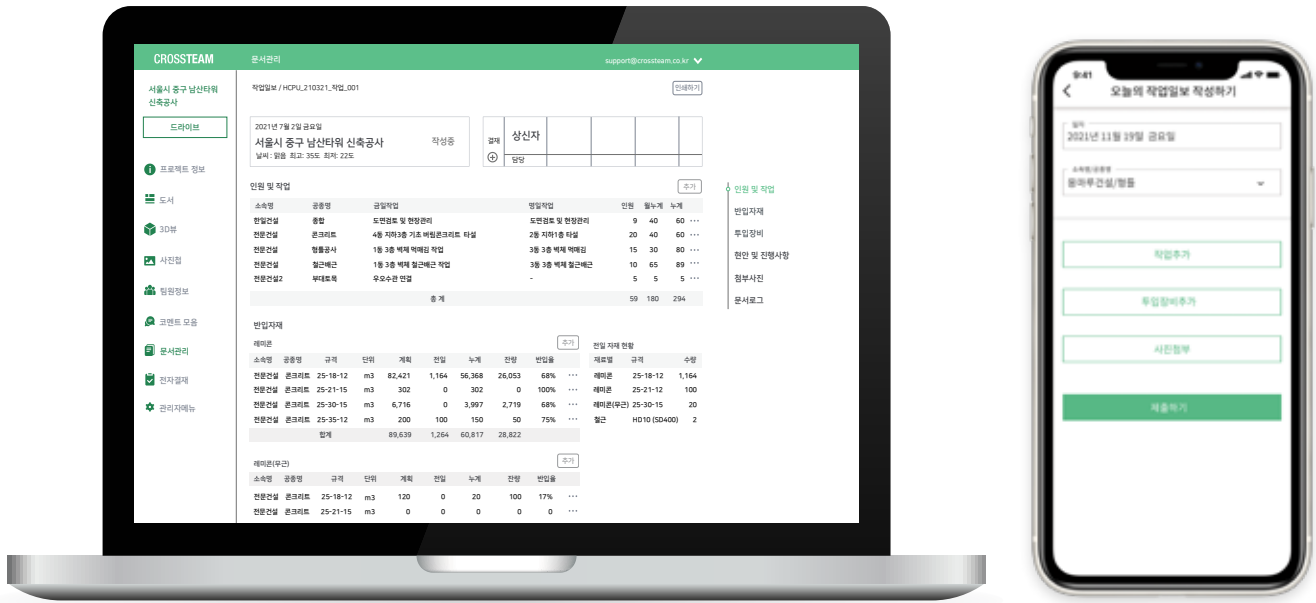 CROSSTEAM 문서관리 support@crossteam.co.kr
서울시 중구 남산타워
신축공사
드라이브
프로젝트 정보
도서
3D뷰
사진첩
팀원정보
코멘트 모음
문서관리
전자결재
관리자메뉴
작업일보 / HCPU_210321_작업_001 인쇄하기
2021년 7월 2일 금요일
서울시 중구 남산타워 신축공사 작성중
날씨 : 맑음 최고: 35도 최저: 22도
결재 상신자
담당
인원 및 작업 추가
소속명 공종명 금일작업 명일작업 인원 월누계 누계
한일건설 종합 도면검토 및 현장관리 도면검토 및 현장관리 9 40 60 ...
전문건설 콘크리트 4동 지하3층 기초 버림콘크리트 타설 2동 지하1층 타설 20 40 60 ...
전문건설 형틀공사 1동 3층 벽체 먹매김 작업 3동 3층 벽체 먹매김 15 30 80 ...
전문건설 철근배근 1동 3층 벽체 철근배근 작업 3동 3층 벽체 철근배근 10 65 89 ...
전문건설2 부대토목 우오수관 연결 - 5 5 5 ...
총 계 59 180 294
인원 및 작업
반입자재
투입장비
현안 및 진행사항
첨부사진
문서로그
반입자재
레미콘 추가
소속명 공종명 규격 단위 계획 전일 누계 잔량 반입율
전문건설 콘크리트 25-18-12 m3 82,421 1,164 56,368 26,053 68% ...
전문건설 콘크리트 25-21-15 m3 302 0 302 0 100% ...
전문건설 콘크리트 25-30-15 m3 6,716 0 3,997 2,719 68% ...
전문건설 콘크리트 25-35-12 m3 200 100 150 50 75% ...
합계 89,639 1,264 60,817 28,822
전일 자재 현황
재료별 규격 수량
레미콘 25-18-12 1,164
레미콘 25-21-12 100
레미콘(무근) 25-30-15 20
철근 HD10 (SD400) 2
레미콘(무근) 추가
소속명 공종명 규격 단위 계획 전일 누계 잔량 반입율
전문건설 콘크리트 25-18-12 m3 120 0 20 100 17% ...
전문건설 콘크리트 25-21-15 m3 0 0 0 0 0 ...
9:41
오늘의 작업일보 작성하기
일자
2021년 11월 19일 금요일
소속명/공종명
몽마루건설/형틀
작업추가
투입장비추가
사진첨부
제출하기